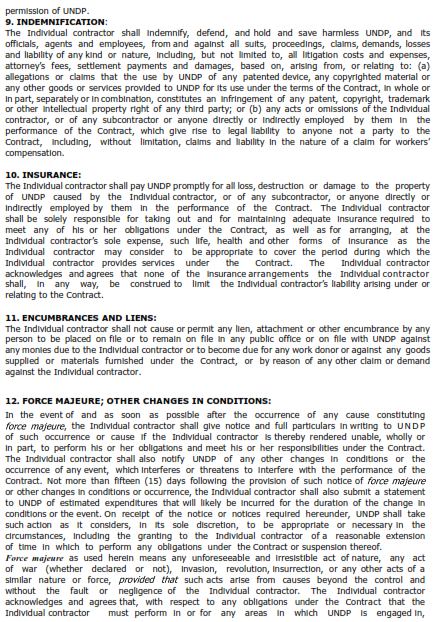 permission of UNDP.
9. INDEMNIFICATION:
The Individual contractor shall indemnify, defend, and hold and save harmless UNDP, and its
officials, agents and employees, from and against all suits, proceedings, claims, demands, losses
and liability of any kind or nature, including, but not limited to, all litigation costs and expenses,
attorney's fees, settlement payments and damages, based on, arising from, or relating to: (a)
allegations or claims that the use by UNDP of any patented device, any copyrighted material or
any other goods or services provided to UNDP for its use under the terms of the Contract, in whole or
in part, separately or in combination, constitutes an infringement of any patent, copyright, trademark
or other intellectual property right of any third party; or (b) any acts or omissions of the Individual
contractor, or of any subcontractor or anyone directly or indirectly employed by them in the
performance of the Contract, which give rise to legal liability to anyone not a party to the
Contract, including, without limitation, claims and liability in the nature of a claim for workers'
compensation.
10. INSURANCE:
The Individual contractor shall pay UNDP promptly for all loss, destruction or damage to the property
of UNDP caused by the Individual contractor, or of any subcontractor, or anyone directly or
indirectly employed by them in the performance of the Contract. The Individual contractor
shall be solely responsible for taking out and for maintaining adequate insurance required to
meet any of his or her obligations under the Contract, as well as for arranging, at the
Individual contractor's sole expense, such life, health and other forms of insurance as the
Individual contractor may consider to be appropriate to cover the period during which the
Individual contractor provides services under the Contract. The Individual contractor
acknowledges and agrees that none of the insurance arrangements the Individual contractor
shall, in any way, be construed to limit the Individual contractor's liability arising under or
relating to the Contract.
11. ENCUMBRANCES AND LIENS:
The Individual contractor shall not cause or permit any lien, attachment or other encumbrance by any
person to be placed on file or to remain on file in any public office or on file with UNDP against
any monies due to the Individual contractor or to become due for any work donor or against any goods
supplied or materials furnished under the Contract, or by reason of any other claim or demand
against the Individual contractor.
12. FORCE MAJEURE; OTHER CHANGES IN CONDITIONS:
In the event of and as soon as possible after the occurrence of any cause constituting
force majeure, the Individual contractor shall give notice and full particulars in writing to UNDP
of such occurrence or cause if the Individual contractor is thereby rendered unable, wholly or
in part, to perform his or her obligations and meet his or her responsibilities under the Contract.
The Individual contractor shall also notify UNDP of any other changes in conditions or the
occurrence of any event, which interferes or threatens to interfere with the performance of the
Contract. Not more than fifteen (15) days following the provision of such notice of force majeure
or other changes in conditions or occurrence, the Individual contractor shall also submit a statement
to UNDP of estimated expenditures that will likely be incurred for the duration of the change in
conditions or the event. On receipt of the notice or notices required hereunder, UNDP shall take
such action as it considers, in its sole discretion, to be appropriate or necessary in the
circumstances, including the granting to the Individual contractor of a reasonable extension
of time in which to perform any obligations under the Contract or suspension thereof.
Force majeure as used herein means any unforeseeable and irresistible act of nature, any act
of war (whether declared or not), invasion, revolution, insurrection, or any other acts of a
similar nature or force, provided that such acts arise from causes beyond the control and
without the fault or negligence of the Individual contractor. The Individual contractor
acknowledges and agrees that, with respect to any obligations under the Contract that the
Individual contractor must perform in or for any areas in which UNDP is engaged in,